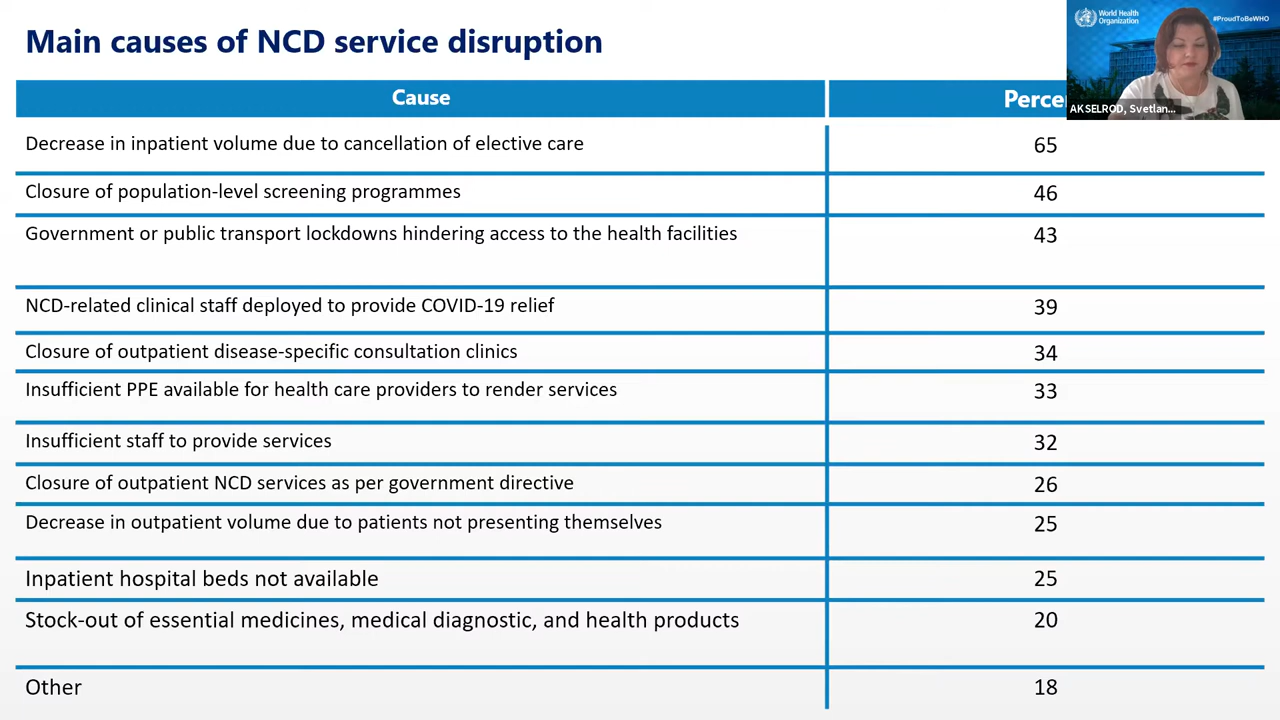 Main causes of NCD service disruption
World Health
Organization
#ProudToBeWHO
AKSELROD, Svetlan...
Cause
Perce
Decrease in inpatient volume due to cancellation of elective care
65
Closure of population-level screening programmes
46
Government or public transport lockdowns hindering access to the health facilities
43
NCD-related clinical staff deployed to provide COVID-19 relief
39
Closure of outpatient disease-specific consultation clinics
34
Insufficient PPE available for health care providers to render services
33
Insufficient staff to provide services
32
Closure of outpatient NCD services as per government directive
26
Decrease in outpatient volume due to patients not presenting themselves
25
Inpatient hospital beds not available
25
Stock-out of essential medicines, medical diagnostic, and health products
20
Other
18